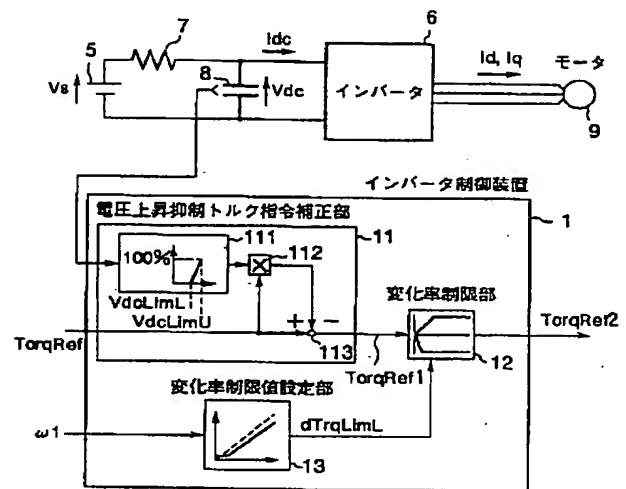 7
6
Idc
Id, Iq
モータ
5
Vs
8
Vdc
インバータ
9
インバータ制御装置
電圧上昇抑制トルク指令補正部
1
111
11
100%
112
VdcLimL
VdcLimU
変化率制限部
TorqRef
+
−
113
TorqRef1
12
TorqRef2
変化率制限値設定部
ω1
dTrqLimL
13